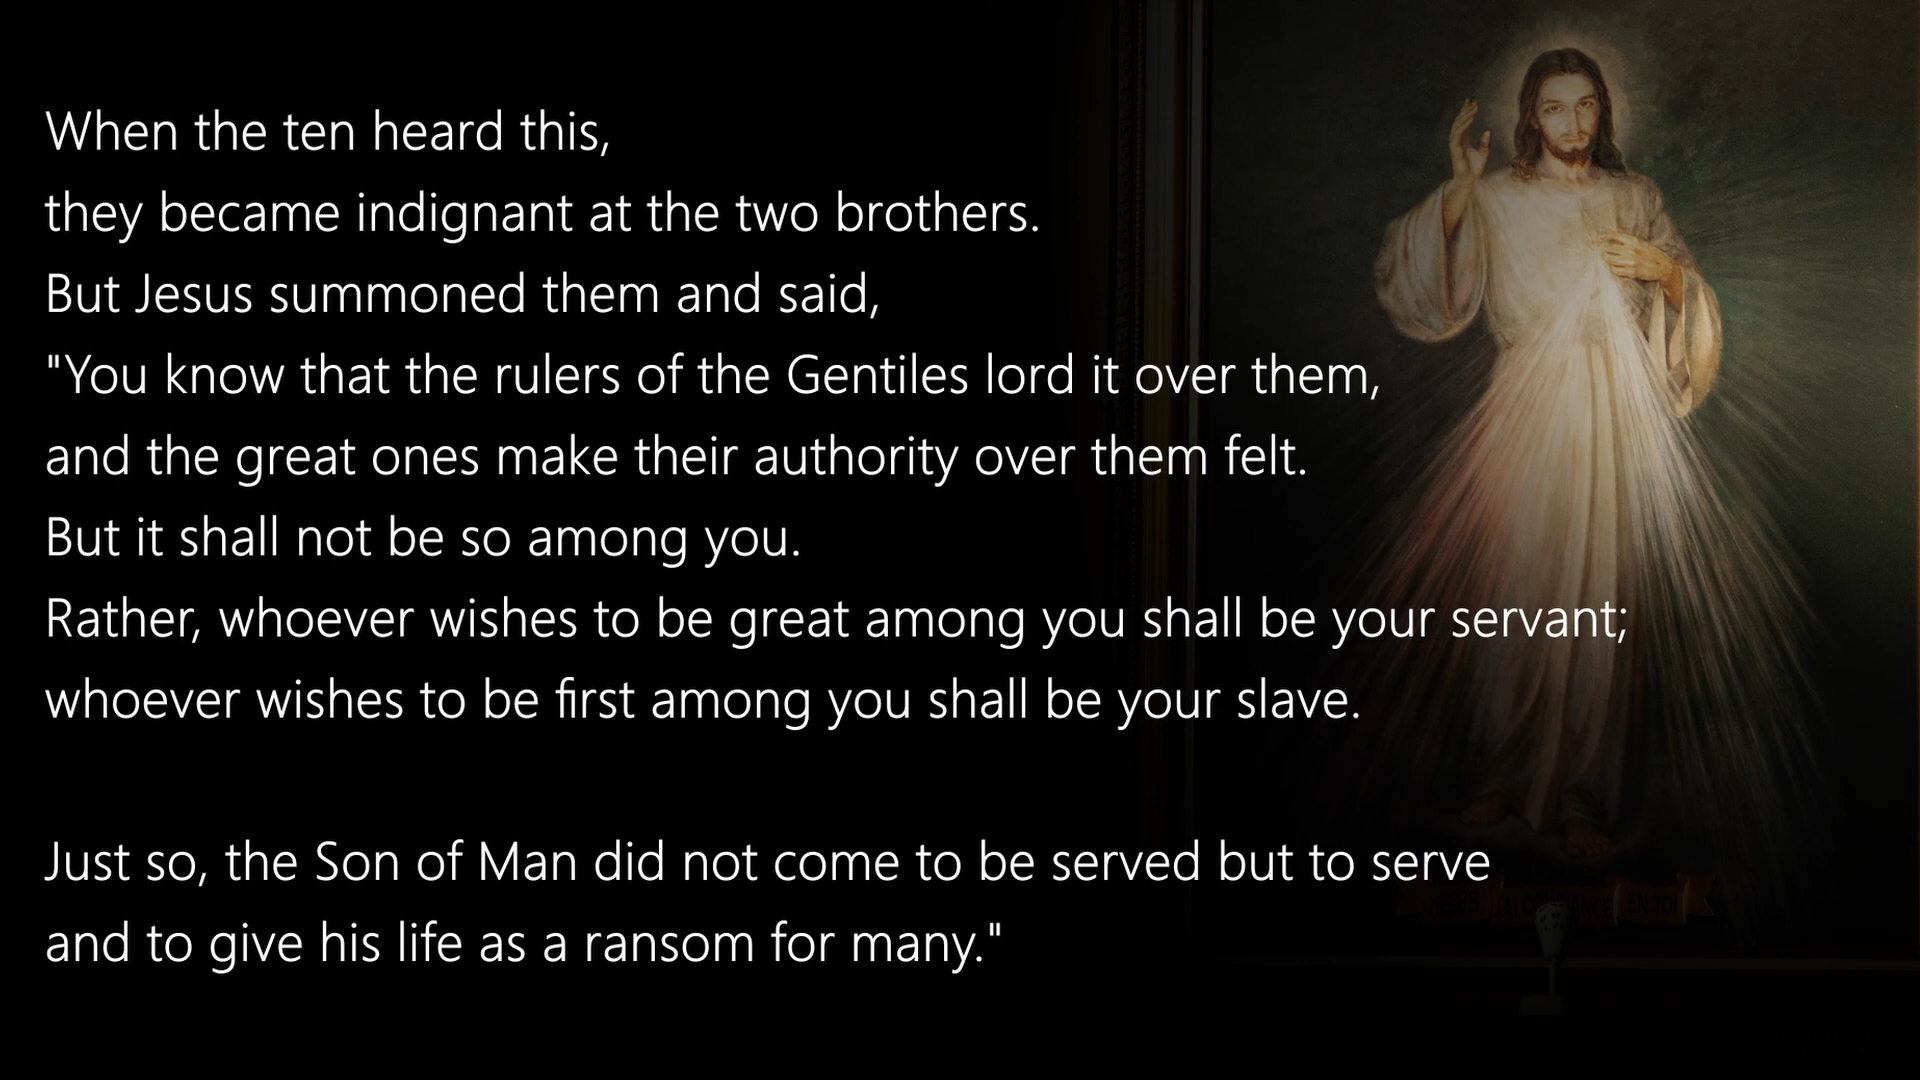 When the ten heard this,
they became indignant at the two brothers.
But Jesus summoned them and said,
"You know that the rulers of the Gentiles lord it over them,
and the great ones make their authority over them felt.
But it shall not be so among you.
Rather, whoever wishes to be great among you shall be your servant;
whoever wishes to be first among you shall be your slave.
Just so, the Son of Man did not come to be served but to serve
and to give his life as a ransom for many."
EN TOI